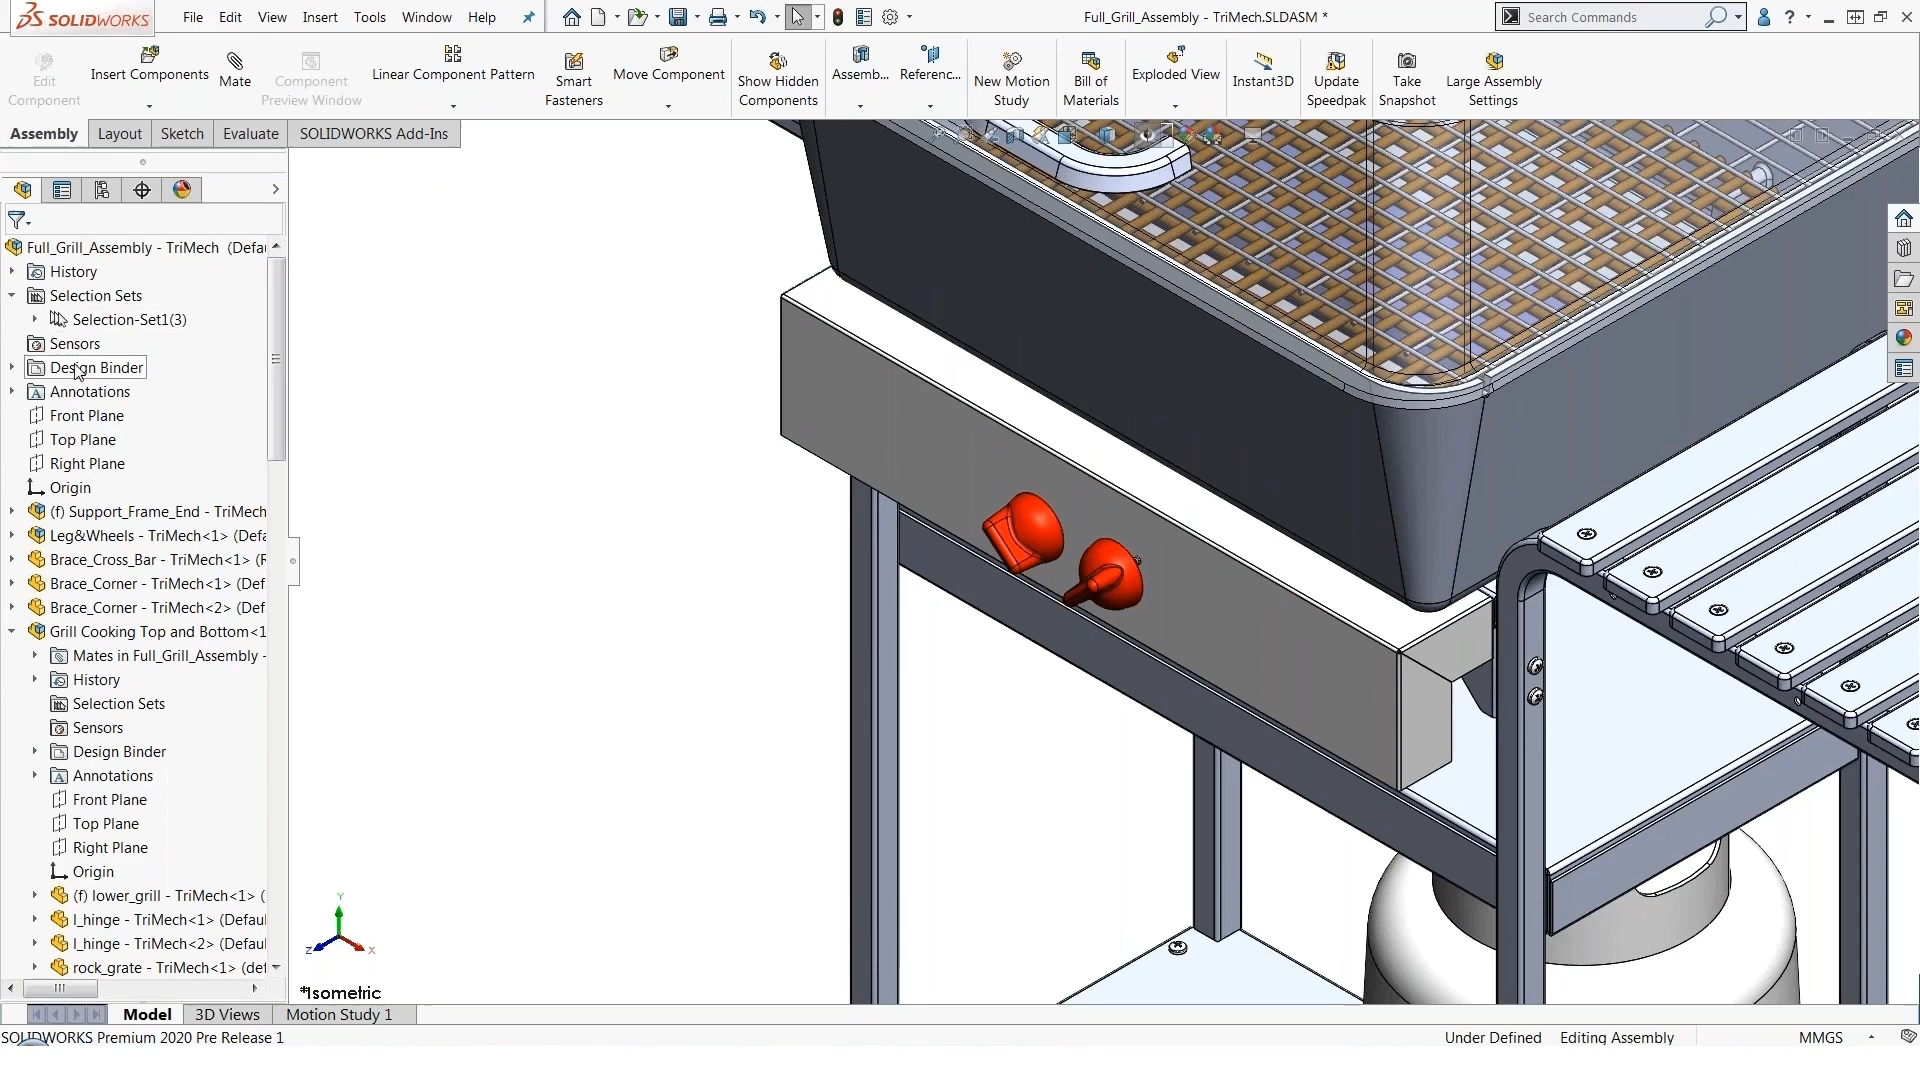 SOLIDWORKS
File Edit View Insert Tools Window Help
Full_Grill_Assembly - TriMech.SLDASM *
Search Commands
?
Edit Component
Insert Components
Mate
Component Preview Window
Linear Component Pattern
Smart Fasteners
Move Component
Show Hidden Components
Assemb...
Referenc...
New Motion Study
Bill of Materials
Exploded View
Instant3D
Update Speedpak
Take Snapshot
Large Assembly Settings
Assembly Layout Sketch Evaluate SOLIDWORKS Add-Ins
Full_Grill_Assembly - TriMech (Defau
History
Selection Sets
Selection-Set1(3)
Sensors
Design Binder
Annotations
Front Plane
Top Plane
Right Plane
Origin
(f) Support_Frame_End - TriMech
Leg&Wheels - TriMech<1> (Defa
Brace_Cross_Bar - TriMech<1> (R
Brace_Corner - TriMech<1> (Def
Brace_Corner - TriMech<2> (Def
Grill Cooking Top and Bottom<1
Mates in Full_Grill_Assembly -
History
Selection Sets
Sensors
Design Binder
Annotations
Front Plane
Top Plane
Right Plane
Origin
(f) lower_grill - TriMech<1> (
l_hinge - TriMech<1> (Defaul
l_hinge - TriMech<2> (Defaul
rock_grate - TriMech<1> (def
Y
Z
X
*Isometric
Model 3D Views Motion Study 1
SOLIDWORKS Premium 2020 Pre Release 1
Under Defined Editing Assembly MMGS